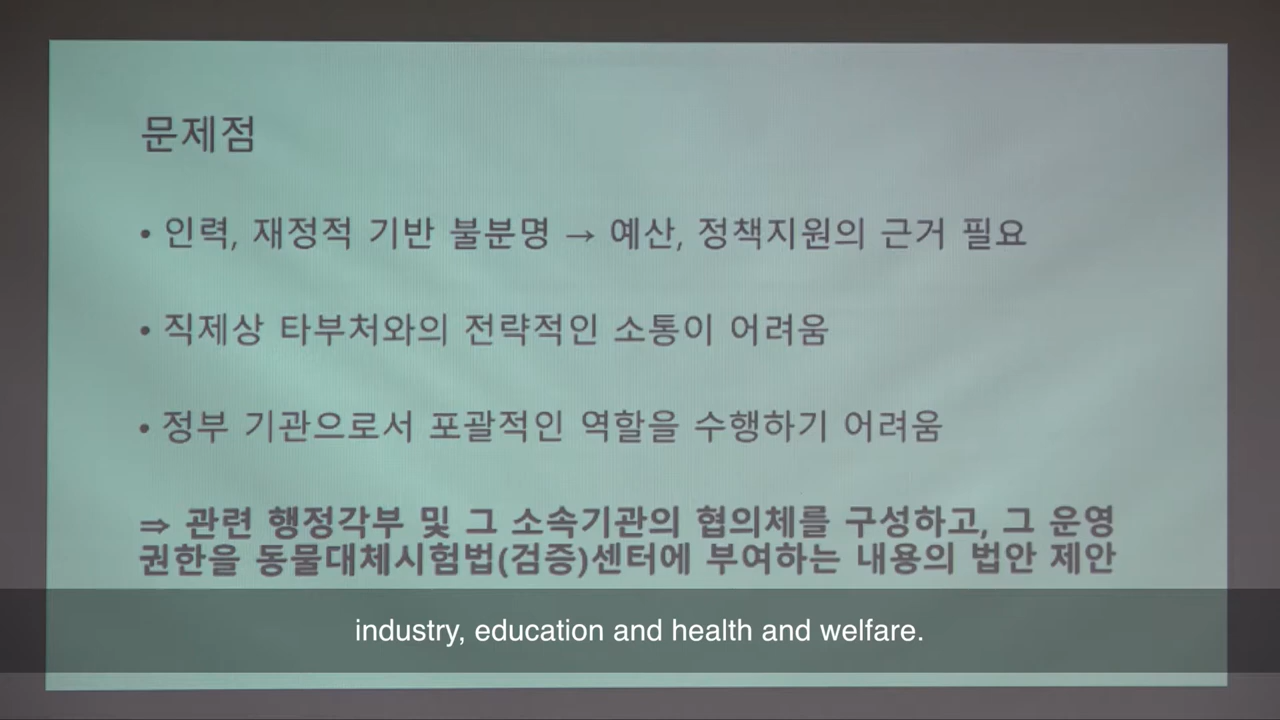 문제점
• 인력, 재정적 기반 불분명 → 예산, 정책지원의 근거 필요
• 직제상 타부처와의 전략적인 소통이 어려움
• 정부 기관으로서 포괄적인 역할을 수행하기 어려움
⇒ 관련 행정각부 및 그 소속기관의 협의체를 구성하고, 그 운영
권한을 동물대체시험법(검증)센터에 부여하는 내용의 법안 제안
industry, education and health and welfare.